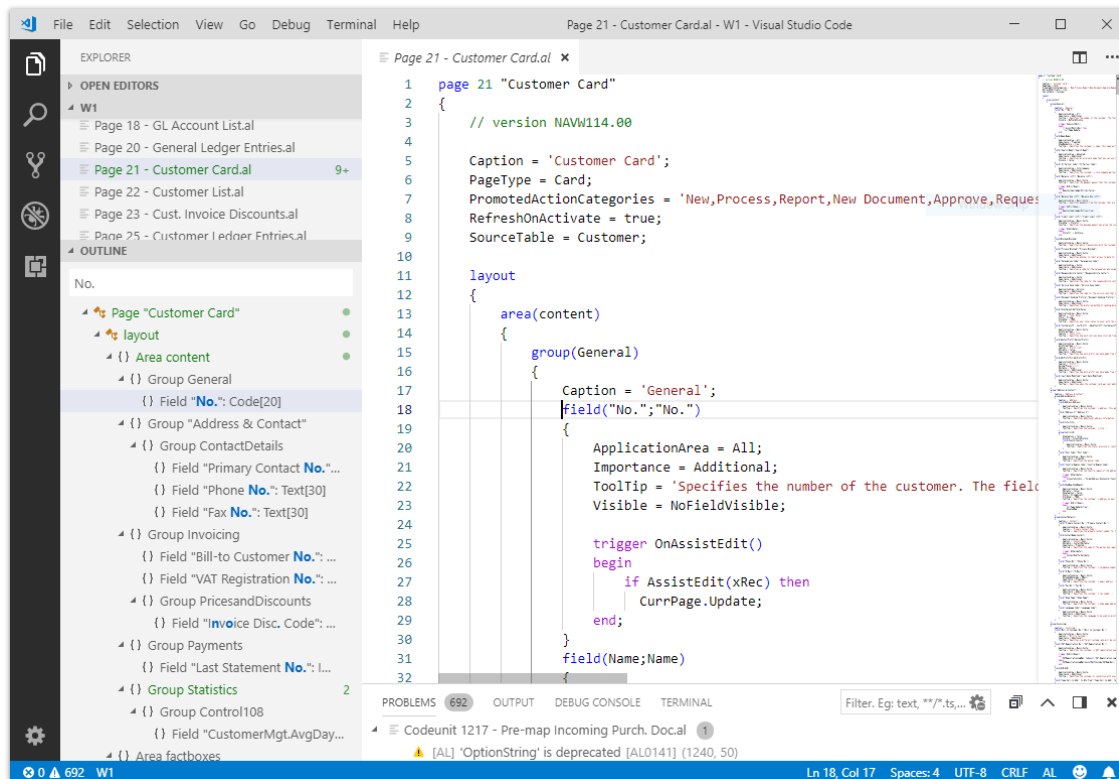 File Edit Selection View Go Debug Terminal Help
Page 21 - Customer Card.al - W1 - Visual Studio Code
EXPLORER
OPEN EDITORS
W1
Page 18 - GL Account List.al
Page 20 - General Ledger Entries.al
Page 21 - Customer Card.al 9+
Page 22 - Customer List.al
Page 23 - Cust. Invoice Discounts.al
Page 25 - Customer Ledger Entries.al
OUTLINE
No.
Page "Customer Card"
layout
{} Area content
{} Group General
{} Field "No.": Code[20]
{} Group "Address & Contact"
{} Group ContactDetails
{} Field "Primary Contact No."...
{} Field "Phone No.": Text[30]
{} Field "Fax No.": Text[30]
{} Group Invoicing
{} Field "Bill-to Customer No.": ...
{} Field "VAT Registration No.": ...
{} Group PricesandDiscounts
{} Field "Invoice Disc. Code": ...
{} Group Payments
{} Field "Last Statement No.": I...
{} Group Statistics 2
{} Group Control108
{} Field "CustomerMgt.AvgDay...
{} Area factboxes
Page 21 - Customer Card.al
1 page 21 "Customer Card"
2 {
3 // version NAVW114.00
4
5 Caption = 'Customer Card';
6 PageType = Card;
7 PromotedActionCategories = 'New,Process,Report,New Document,Approve,Reques
8 RefreshOnActivate = true;
9 SourceTable = Customer;
10
11 layout
12 {
13 area(content)
14 {
15 group(General)
16 {
17 Caption = 'General';
18 field("No.";"No.")
19 {
20 ApplicationArea = All;
21 Importance = Additional;
22 ToolTip = 'Specifies the number of the customer. The field
23 Visible = NoFieldVisible;
24
25 trigger OnAssistEdit()
26 begin
27 if AssistEdit(xRec) then
28 CurrPage.Update;
29 end;
30 }
31 field(Name;Name)
32 {
PROBLEMS 692 OUTPUT DEBUG CONSOLE TERMINAL
Filter. Eg: text, **/*.ts,...
Codeunit 1217 - Pre-map Incoming Purch. Doc.al 1
[AL] 'OptionString' is deprecated [AL0141] (1240, 50)
0 692 W1
Ln 18, Col 17 Spaces: 4 UTF-8 CRLF AL